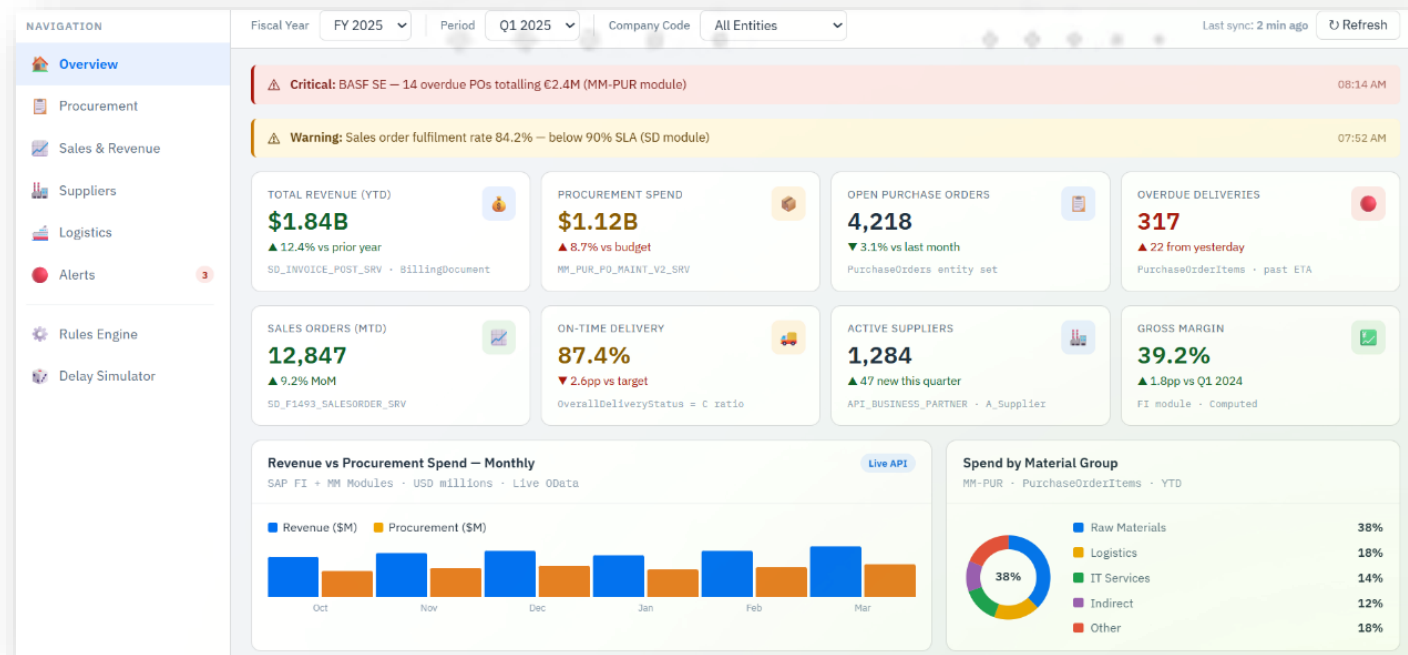 NAVIGATION
Overview
Procurement
Sales & Revenue
Suppliers
Logistics
Alerts 3
Rules Engine
Delay Simulator
Fiscal Year FY 2025 Period Q1 2025 Company Code All Entities Last sync: 2 min ago ↻ Refresh
⚠ Critical: BASF SE — 14 overdue POs totalling €2.4M (MM-PUR module) 08:14 AM
⚠ Warning: Sales order fulfilment rate 84.2% — below 90% SLA (SD module) 07:52 AM
TOTAL REVENUE (YTD)
$1.84B
▲ 12.4% vs prior year
SD_INVOICE_POST_SRV · BillingDocument
PROCUREMENT SPEND
$1.12B
▲ 8.7% vs budget
MM_PUR_PO_MAINT_V2_SRV
OPEN PURCHASE ORDERS
4,218
▼ 3.1% vs last month
PurchaseOrders entity set
OVERDUE DELIVERIES
317
▲ 22 from yesterday
PurchaseOrderItems · past ETA
SALES ORDERS (MTD)
12,847
▲ 9.2% MoM
SD_F1493_SALESORDER_SRV
ON-TIME DELIVERY
87.4%
▼ 2.6pp vs target
OverallDeliveryStatus = C ratio
ACTIVE SUPPLIERS
1,284
▲ 47 new this quarter
API_BUSINESS_PARTNER · A_Supplier
GROSS MARGIN
39.2%
▲ 1.8pp vs Q1 2024
FI module · Computed
Revenue vs Procurement Spend — Monthly Live API
SAP FI + MM Modules · USD millions · Live OData
Revenue ($M) Procurement ($M)
Oct Nov Dec Jan Feb Mar
Spend by Material Group
MM-PUR · PurchaseOrderItems · YTD
38%
Raw Materials 38%
Logistics 18%
IT Services 14%
Indirect 12%
Other 18%